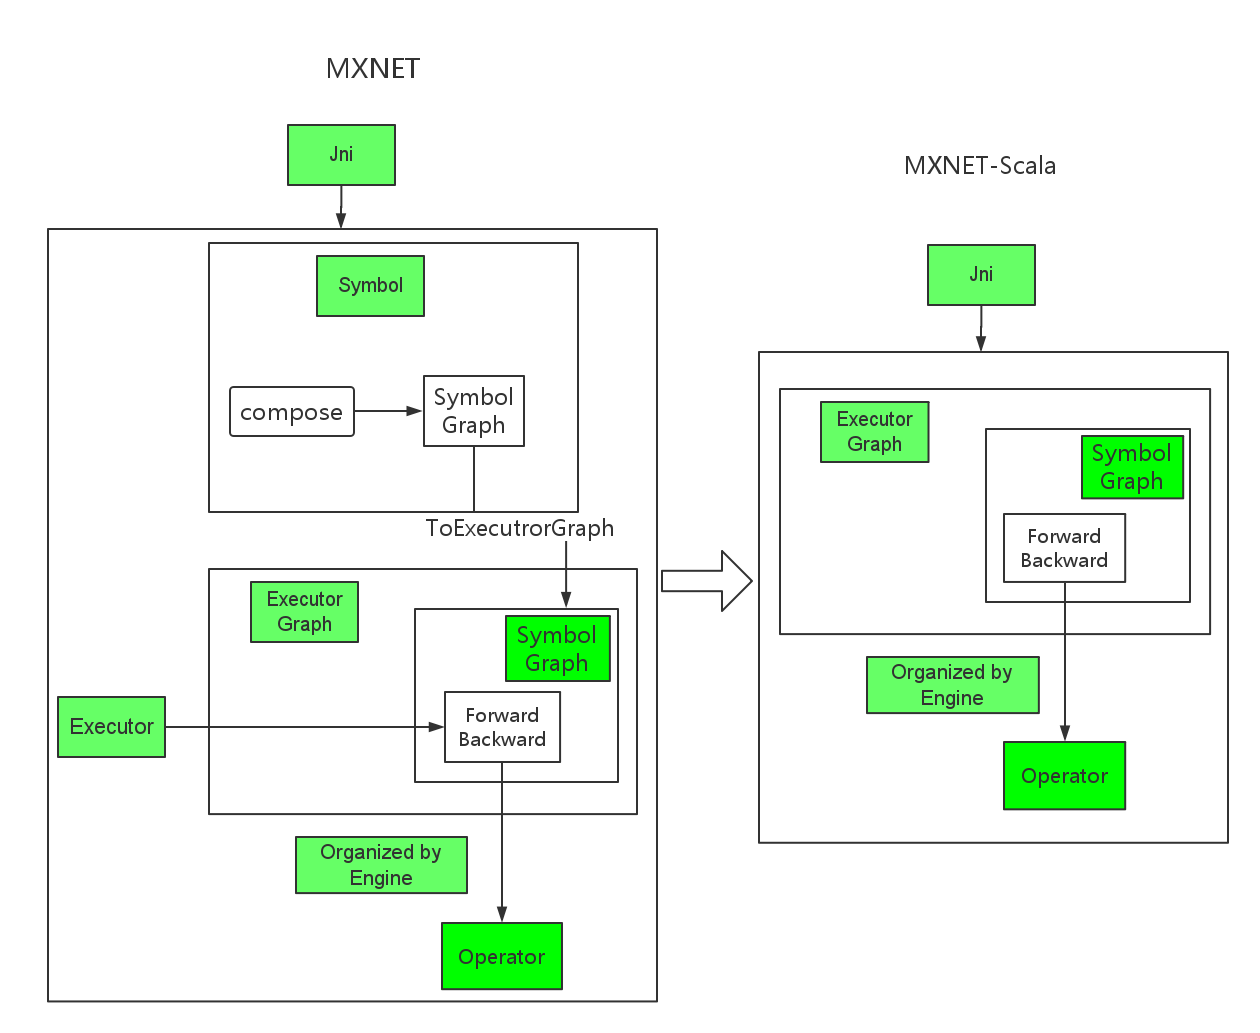 MXNET
Jni
Symbol
compose
Symbol
Graph
ToExecutrorGraph
Executor
Graph
Symbol
Graph
Executor
Forward
Backward
Organized by
Engine
Operator
MXNET-Scala
Jni
Executor
Graph
Symbol
Graph
Forward
Backward
Organized by
Engine
Operator